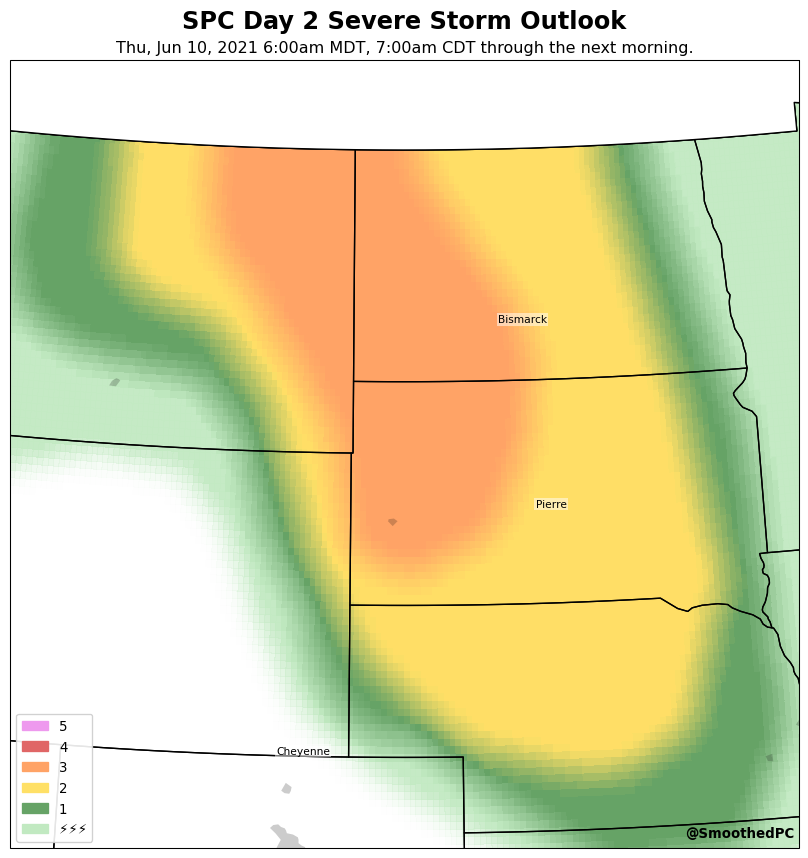 SPC Day 2 Severe Storm Outlook
Thu, Jun 10, 2021 6:00am MDT, 7:00am CDT through the next morning.
Bismarck
Pierre
Cheyenne
5
4
3
2
1
⚡⚡⚡
@SmoothedPC